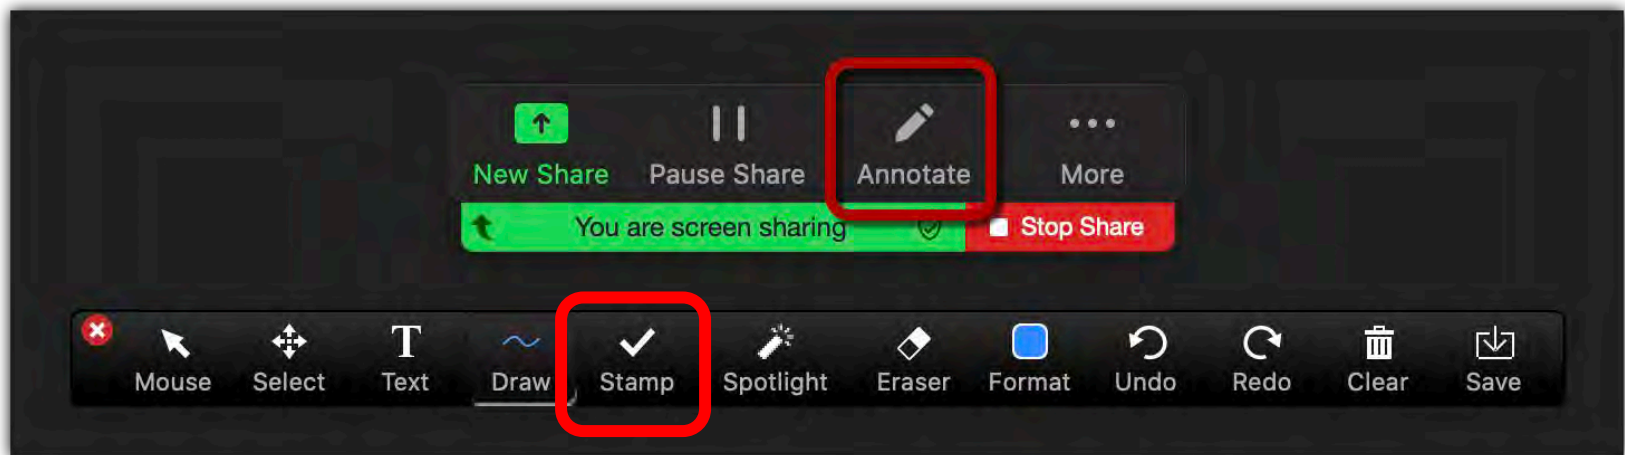 New Share Pause Share Annotate More
You are screen sharing Stop Share
Mouse Select Text Draw Stamp Spotlight Eraser Format Undo Redo Clear Save